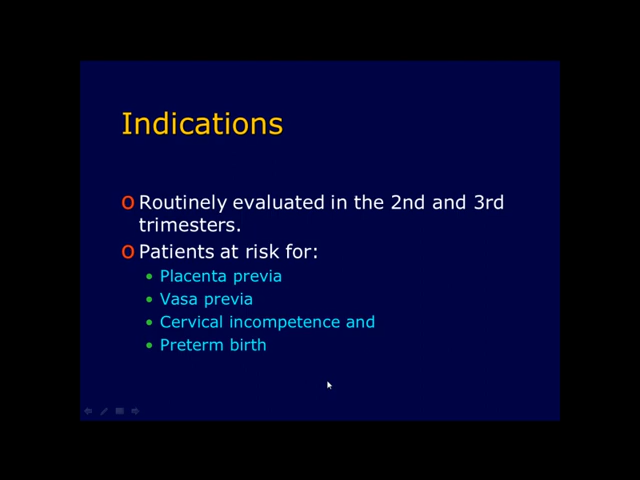 Indications
o Routinely evaluated in the 2nd and 3rd
trimesters.
o Patients at risk for:
• Placenta previa
• Vasa previa
• Cervical incompetence and
• Preterm birth